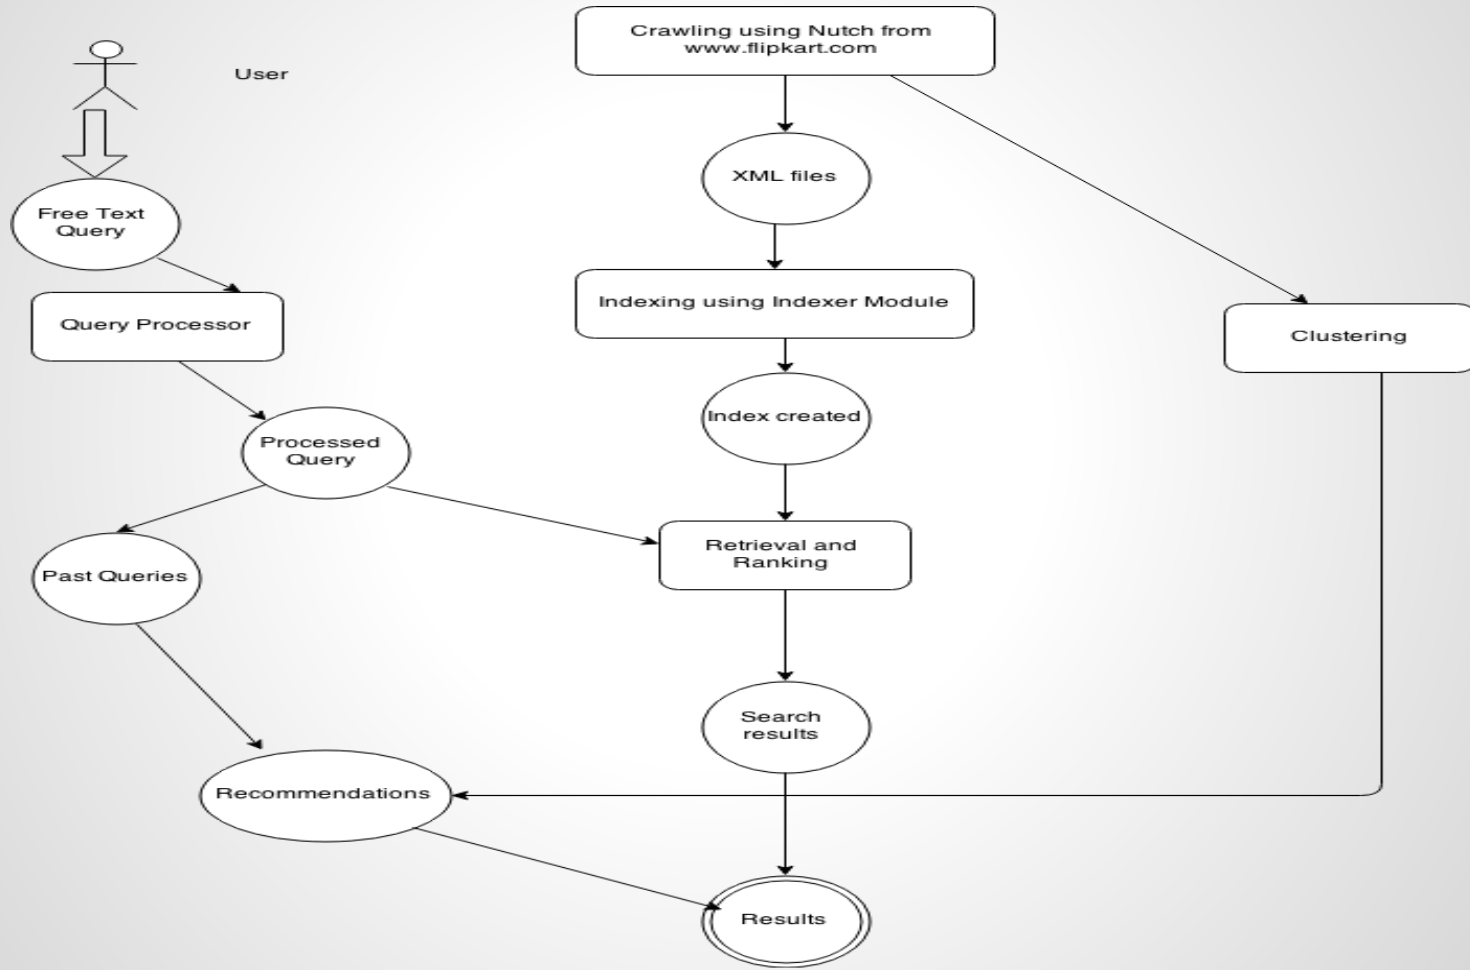 Crawling using Nutch from
www.flipkart.com
User
XML files
Free Text
Query
Indexing using Indexer Module
Query Processor
Clustering
Index created
Processed
Query
Retrieval and
Ranking
Past Queries
Search
results
Recommendations
Results